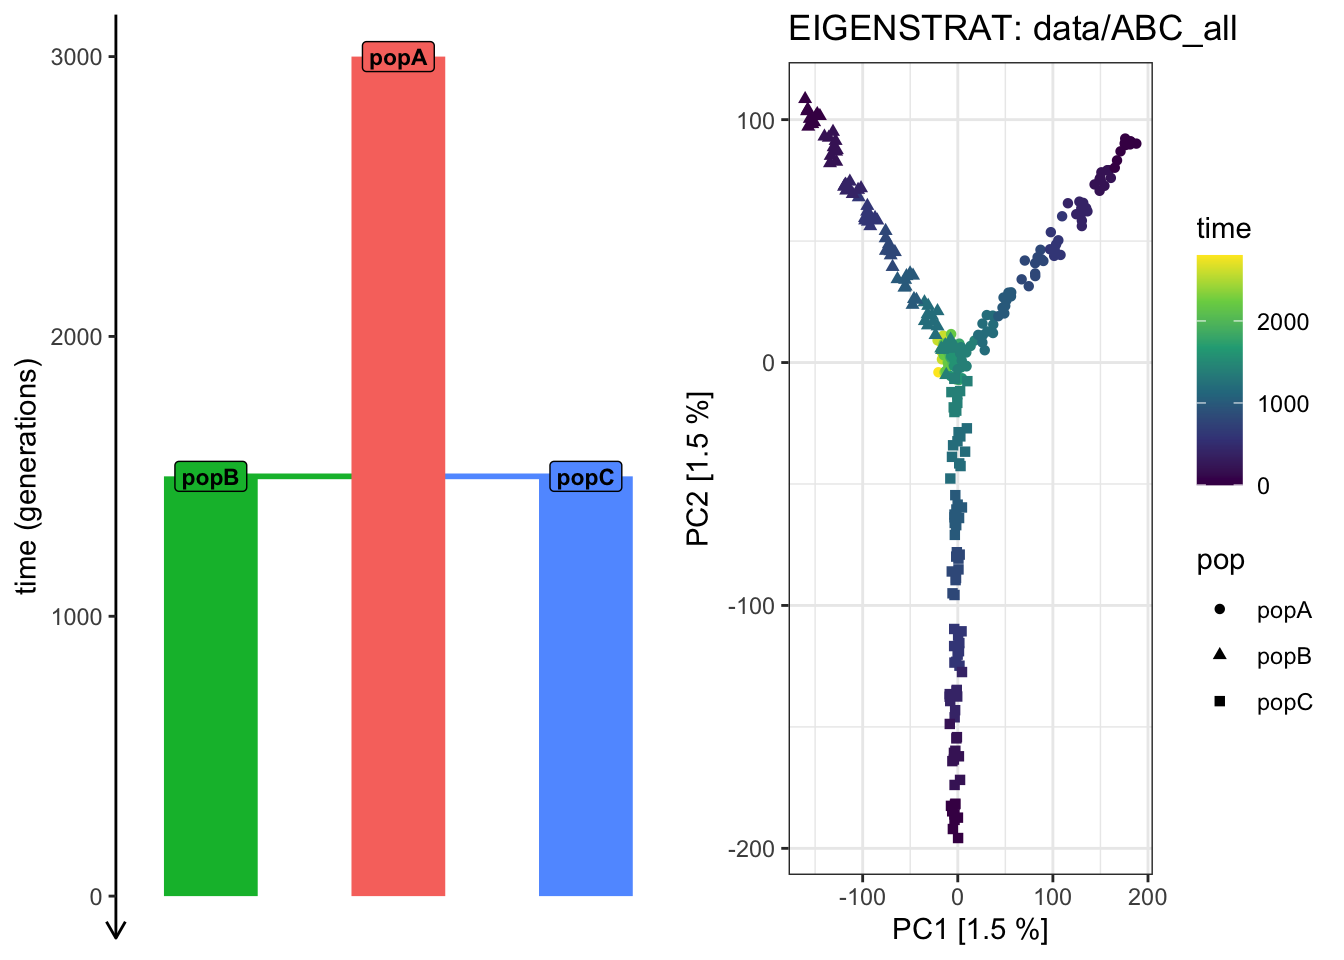 time (generations)
3000
2000
1000
0
popA
popB
popC
EIGENSTRAT: data/ABC_all
PC2 [1.5 %]
100
0
-100
-200
-100
0
100
200
PC1 [1.5 %]
time
2000
1000
0
pop
popA
popB
popC